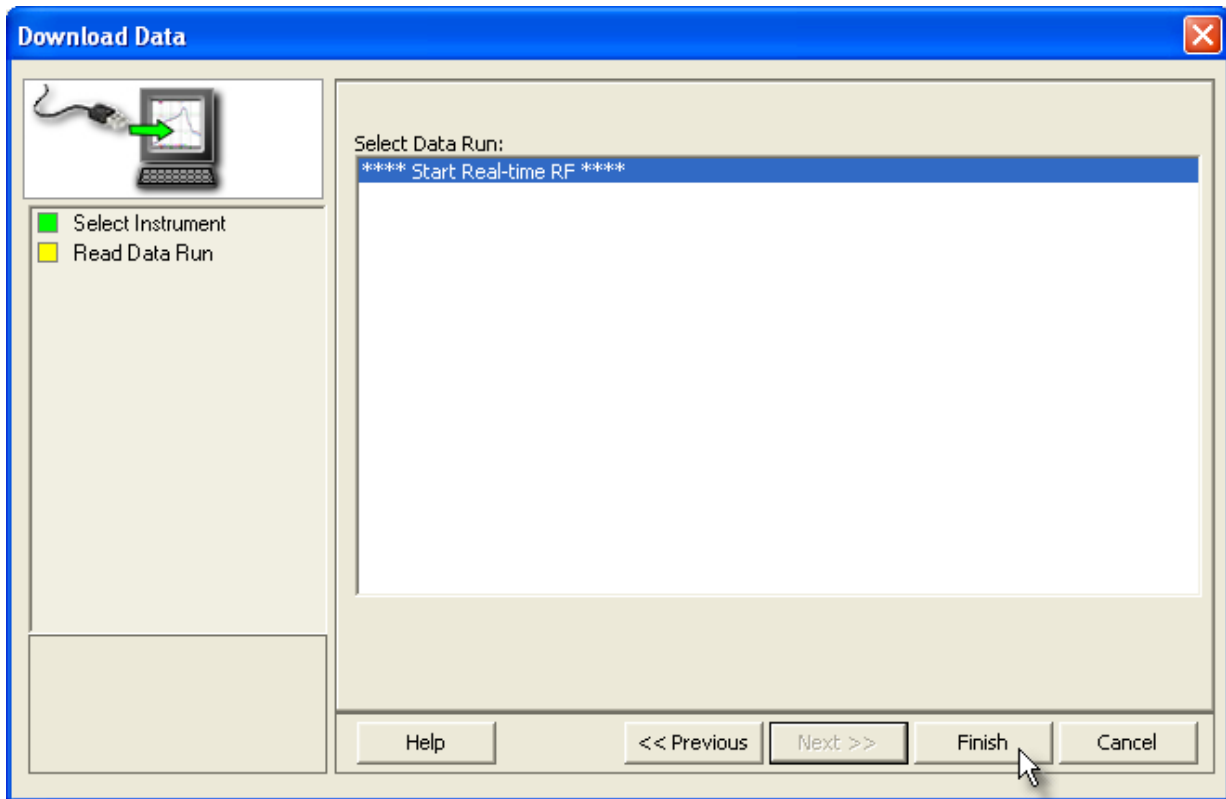 Download Data
Select Instrument
Read Data Run
Select Data Run:
**** Start Real-time RF ****
Help
<< Previous
Next >>
Finish
Cancel